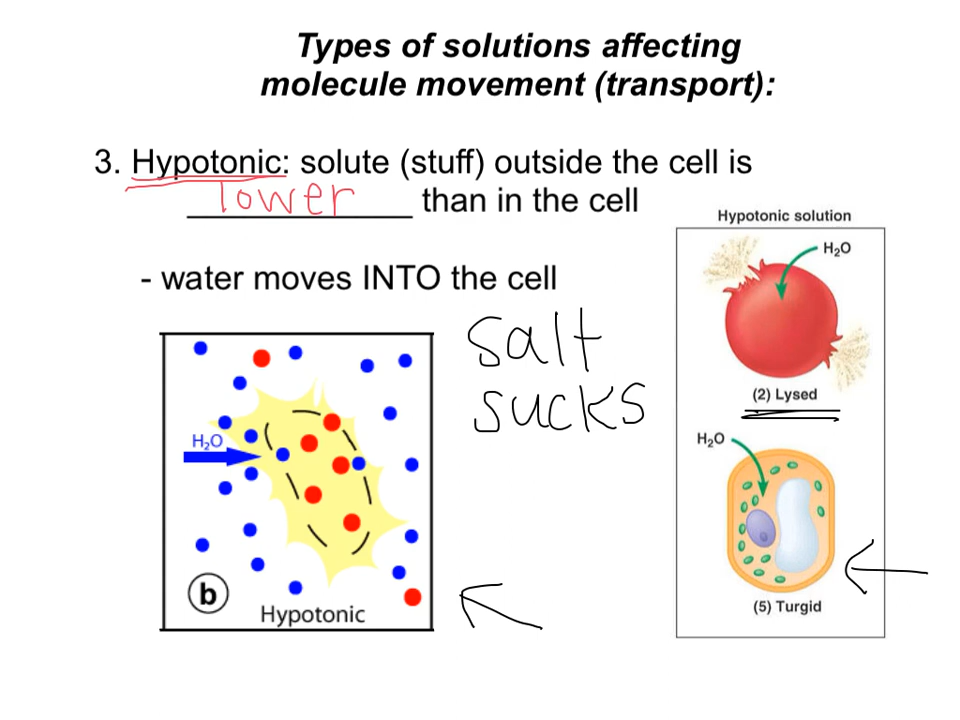 Types of solutions affecting
molecule movement (transport):
3. Hypotonic: solute (stuff) outside the cell is
lower than in the cell
- water moves INTO the cell
salt
sucks
H₂O
b
Hypotonic
Hypotonic solution
H₂O
(2) Lysed
H₂O
(5) Turgid